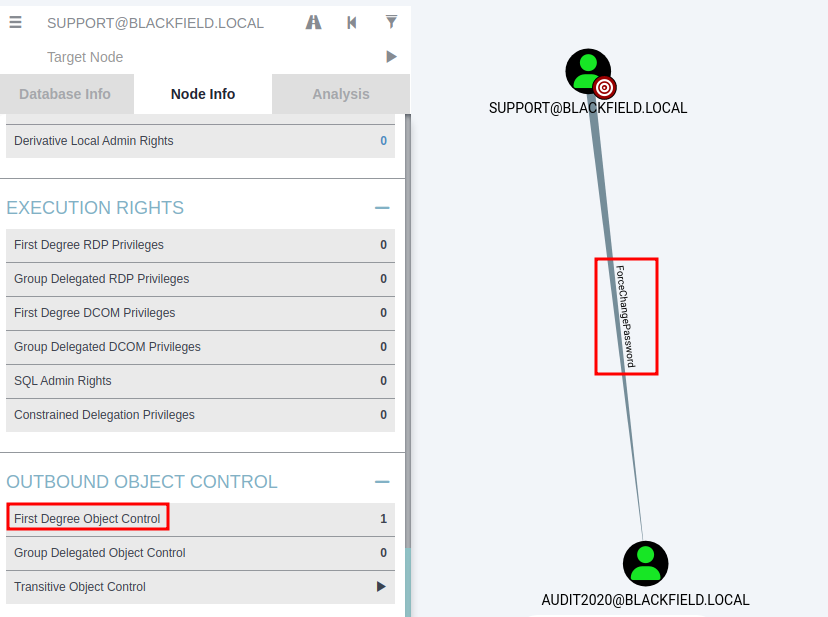 SUPPORT@BLACKFIELD.LOCAL
Target Node
Database Info Node Info Analysis
Derivative Local Admin Rights 0
EXECUTION RIGHTS
First Degree RDP Privileges 0
Group Delegated RDP Privileges 0
First Degree DCOM Privileges 0
Group Delegated DCOM Privileges 0
SQL Admin Rights 0
Constrained Delegation Privileges 0
OUTBOUND OBJECT CONTROL
First Degree Object Control 1
Group Delegated Object Control 0
Transitive Object Control
SUPPORT@BLACKFIELD.LOCAL
ForceChangePassword
AUDIT2020@BLACKFIELD.LOCAL